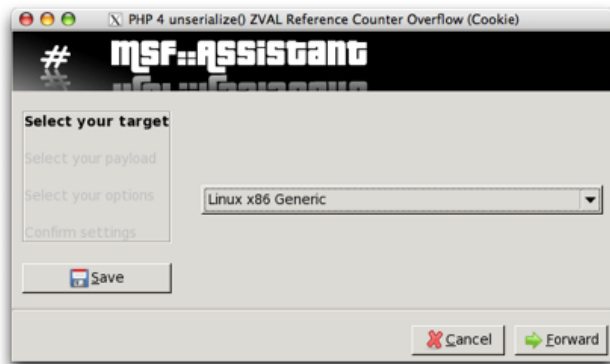 PHP 4 unserialize() ZVAL Reference Counter Overflow (Cookie)
# MSF::Assistant
Select your target
Select your payload
Select your options
Confirm settings
Linux x86 Generic
Save
Cancel
Forward